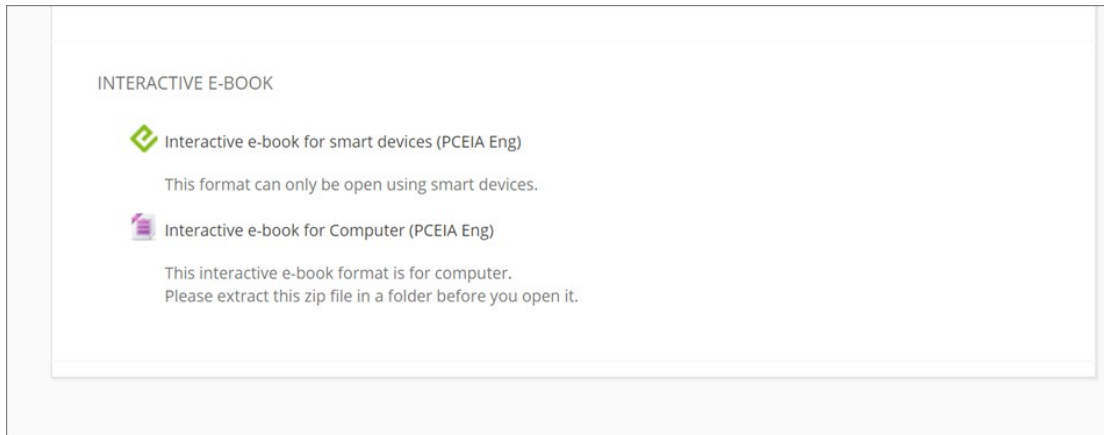 INTERACTIVE E-BOOK
Interactive e-book for smart devices (PCEIA Eng)
This format can only be open using smart devices.
Interactive e-book for Computer (PCEIA Eng)
This interactive e-book format is for computer.
Please extract this zip file in a folder before you open it.